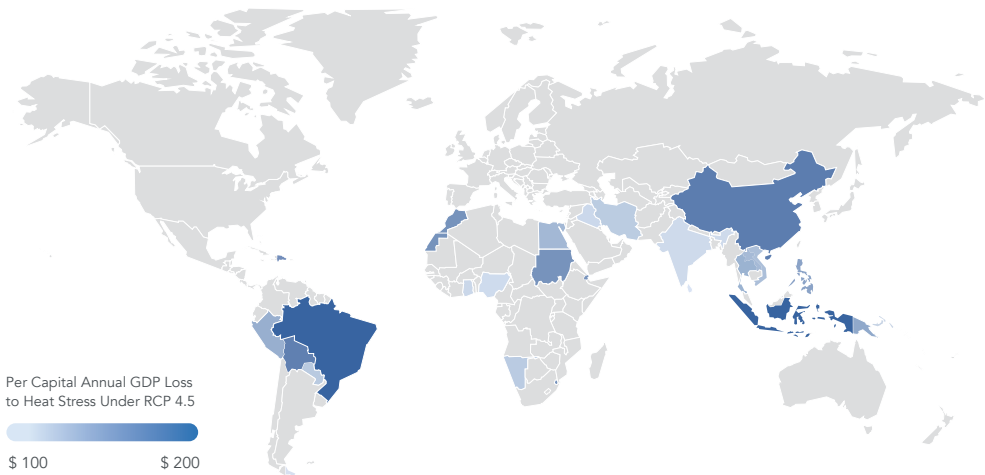 Per Capital Annual GDP Loss
to Heat Stress Under RCP 4.5
$ 100 $ 200